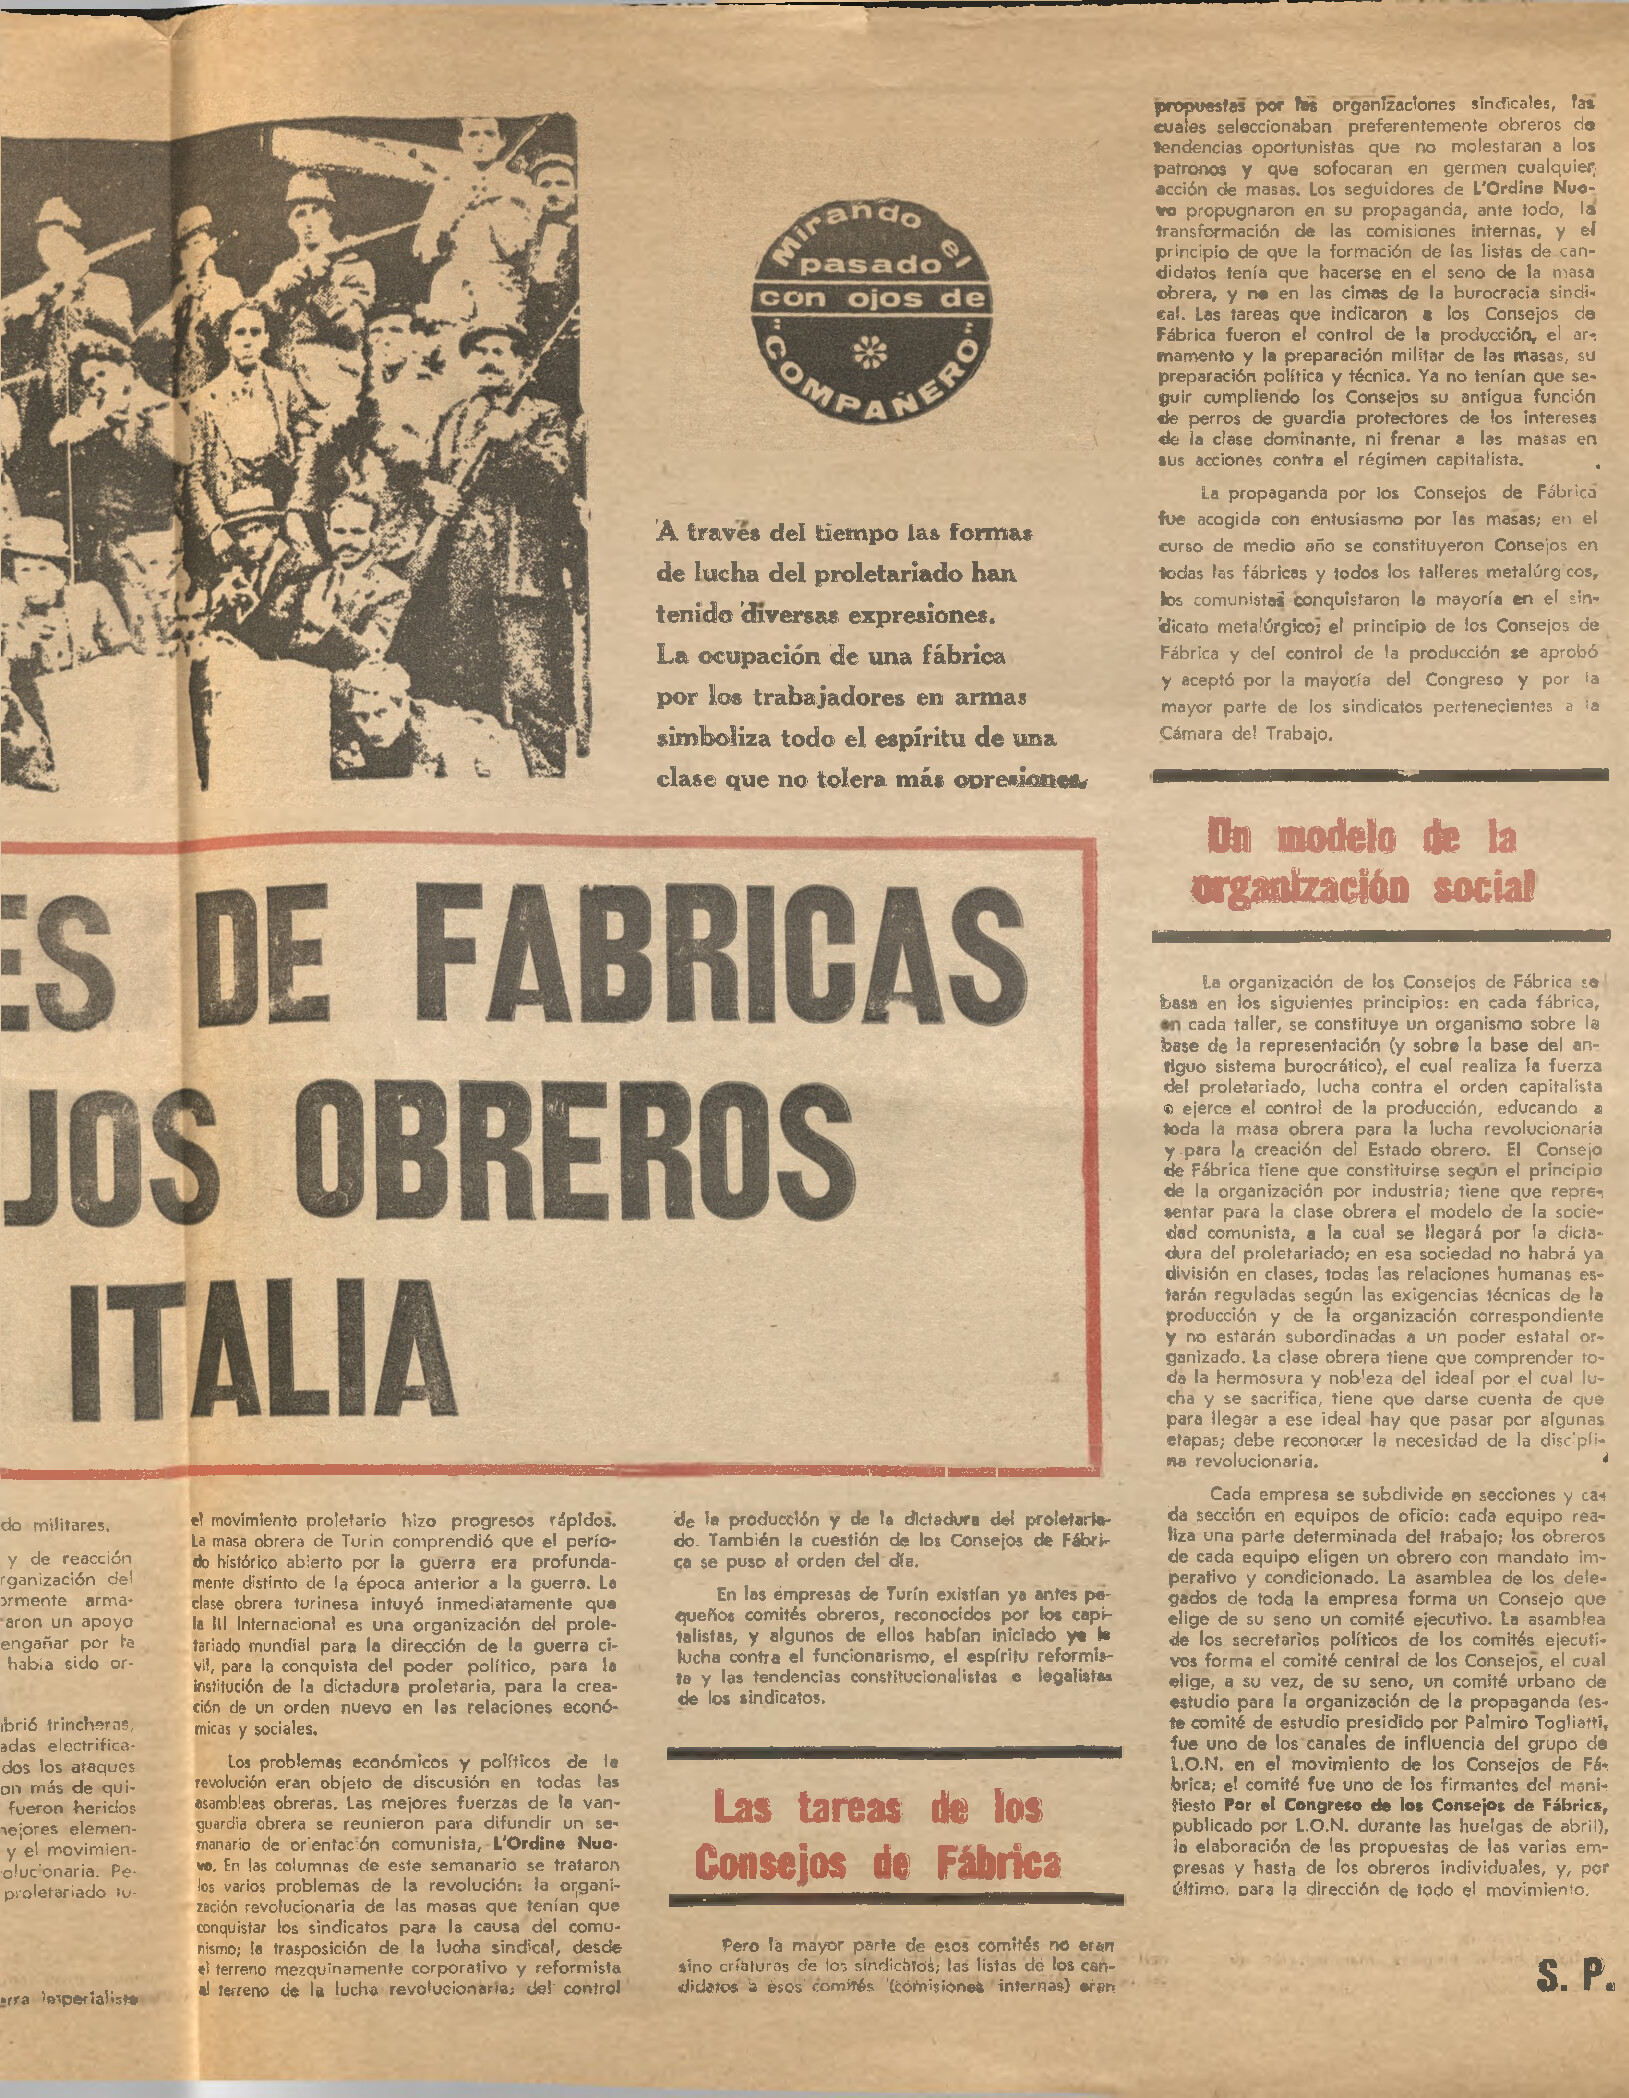 Mirando el
pasado
con ojos de
"COMPAÑERO"
A través del tiempo las formas
de lucha del proletariado han
tenido diversas expresiones.
La ocupación de una fábrica
por los trabajadores en armas
simboliza todo el espíritu de una
clase que no tolera más opresiones.
ES DE FABRICAS
JOS OBREROS
ITALIA
do militares.
y de reacción
rganización del
ormente arma-
aron un apoyo
engañar por la
había sido or-
ibrió trincheras,
adas electrifica-
dos los ataques
on más de qui-
fueron heridos
nejores elemen-
y el movimien-
olucionaria. Pe-
proletariado tu-
erra imperialista
el movimiento proletario hizo progresos rápidos.
La masa obrera de Turín comprendió que el perío-
do histórico abierto por la guerra era profunda-
mente distinto de la época anterior a la guerra. La
clase obrera turinesa intuyó inmediatamente que
la III Internacional es una organización del prole-
tariado mundial para la dirección de la guerra ci-
vil, para la conquista del poder político, para la
institución de la dictadura proletaria, para la crea-
ción de un orden nuevo en las relaciones econó-
micas y sociales.
Los problemas económicos y políticos de la
revolución eran objeto de discusión en todas las
asambleas obreras. Las mejores fuerzas de la van-
guardia obrera se reunieron para difundir un se-
manario de orientación comunista, L'Ordine Nuo-
vo. En las columnas de este semanario se trataron
los varios problemas de la revolución: la organi-
zación revolucionaria de las masas que tenían que
conquistar los sindicatos para la causa del comu-
nismo; la trasposición de la lucha sindical, desde
el terreno mezquinamente corporativo y reformista
al terreno de la lucha revolucionaria; del control
de la producción y de la dictadura del proletaria-
do. También la cuestión de los Consejos de Fábri-
ca se puso al orden del día.
En las empresas de Turín existían ya antes pe-
queños comités obreros, reconocidos por los capi-
talistas, y algunos de ellos habían iniciado ya la
lucha contra el funcionarismo, el espíritu reformis-
ta y las tendencias constitucionalistas o legalistas
de los sindicatos.
Las tareas de los
Consejos de Fábrica
Pero la mayor parte de esos comités no eran
sino criaturas de los sindicatos; las listas de los can-
didatos a esos comités (comisiones internas) eran
propuestas por las organizaciones sindicales, las
cuales seleccionaban preferentemente obreros de
tendencias oportunistas que no molestaran a los
patronos y que sofocaran en germen cualquier
acción de masas. Los seguidores de L'Ordine Nuo-
vo propugnaron en su propaganda, ante todo, la
transformación de las comisiones internas, y el
principio de que la formación de las listas de can-
didatos tenía que hacerse en el seno de la masa
obrera, y no en las cimas de la burocracia sindi-
cal. Las tareas que indicaron a los Consejos de
Fábrica fueron el control de la producción, el ar-
mamento y la preparación militar de las masas, su
preparación política y técnica. Ya no tenían que se-
guir cumpliendo los Consejos su antigua función
de perros de guardia protectores de los intereses
de la clase dominante, ni frenar a las masas en
sus acciones contra el régimen capitalista.
La propaganda por los Consejos de Fábrica
fue acogida con entusiasmo por las masas; en el
curso de medio año se constituyeron Consejos en
todas las fábricas y todos los talleres metalúrgicos,
los comunistas conquistaron la mayoría en el sin-
dicato metalúrgico; el principio de los Consejos de
Fábrica y del control de la producción se aprobó
y aceptó por la mayoría del Congreso y por la
mayor parte de los sindicatos pertenecientes a la
Cámara del Trabajo.
Un modelo de la
organización social
La organización de los Consejos de Fábrica se
basa en los siguientes principios: en cada fábrica,
en cada taller, se constituye un organismo sobre la
base de la representación (y sobre la base del an-
tiguo sistema burocrático), el cual realiza la fuerza
del proletariado, lucha contra el orden capitalista
o ejerce el control de la producción, educando a
toda la masa obrera para la lucha revolucionaria
y para la creación del Estado obrero. El Consejo
de Fábrica tiene que constituirse según el principio
de la organización por industria; tiene que repre-
sentar para la clase obrera el modelo de la socie-
dad comunista, a la cual se llegará por la dicta-
dura del proletariado; en esa sociedad no habrá ya
división en clases, todas las relaciones humanas es-
tarán reguladas según las exigencias técnicas de la
producción y de la organización correspondiente
y no estarán subordinadas a un poder estatal or-
ganizado. La clase obrera tiene que comprender to-
da la hermosura y nobleza del ideal por el cual lu-
cha y se sacrifica, tiene que darse cuenta de que
para llegar a ese ideal hay que pasar por algunas
etapas; debe reconocer la necesidad de la discipli-
na revolucionaria.
Cada empresa se subdivide en secciones y ca-
da sección en equipos de oficio: cada equipo rea-
liza una parte determinada del trabajo; los obreros
de cada equipo eligen un obrero con mandato im-
perativo y condicionado. La asamblea de los dele-
gados de toda la empresa forma un Consejo que
elige de su seno un comité ejecutivo. La asamblea
de los secretarios políticos de los comités ejecuti-
vos forma el comité central de los Consejos, el cual
elige, a su vez, de su seno, un comité urbano de
estudio para la organización de la propaganda (es-
te comité de estudio presidido por Palmiro Togliatti,
fue uno de los canales de influencia del grupo de
L.O.N. en el movimiento de los Consejos de Fá-
brica; el comité fue uno de los firmantes del mani-
fiesto Por el Congreso de los Consejos de Fábrica,
publicado por L.O.N. durante las huelgas de abril),
la elaboración de las propuestas de las varias em-
presas y hasta de los obreros individuales, y, por
último, para la dirección de todo el movimiento.
S. P.